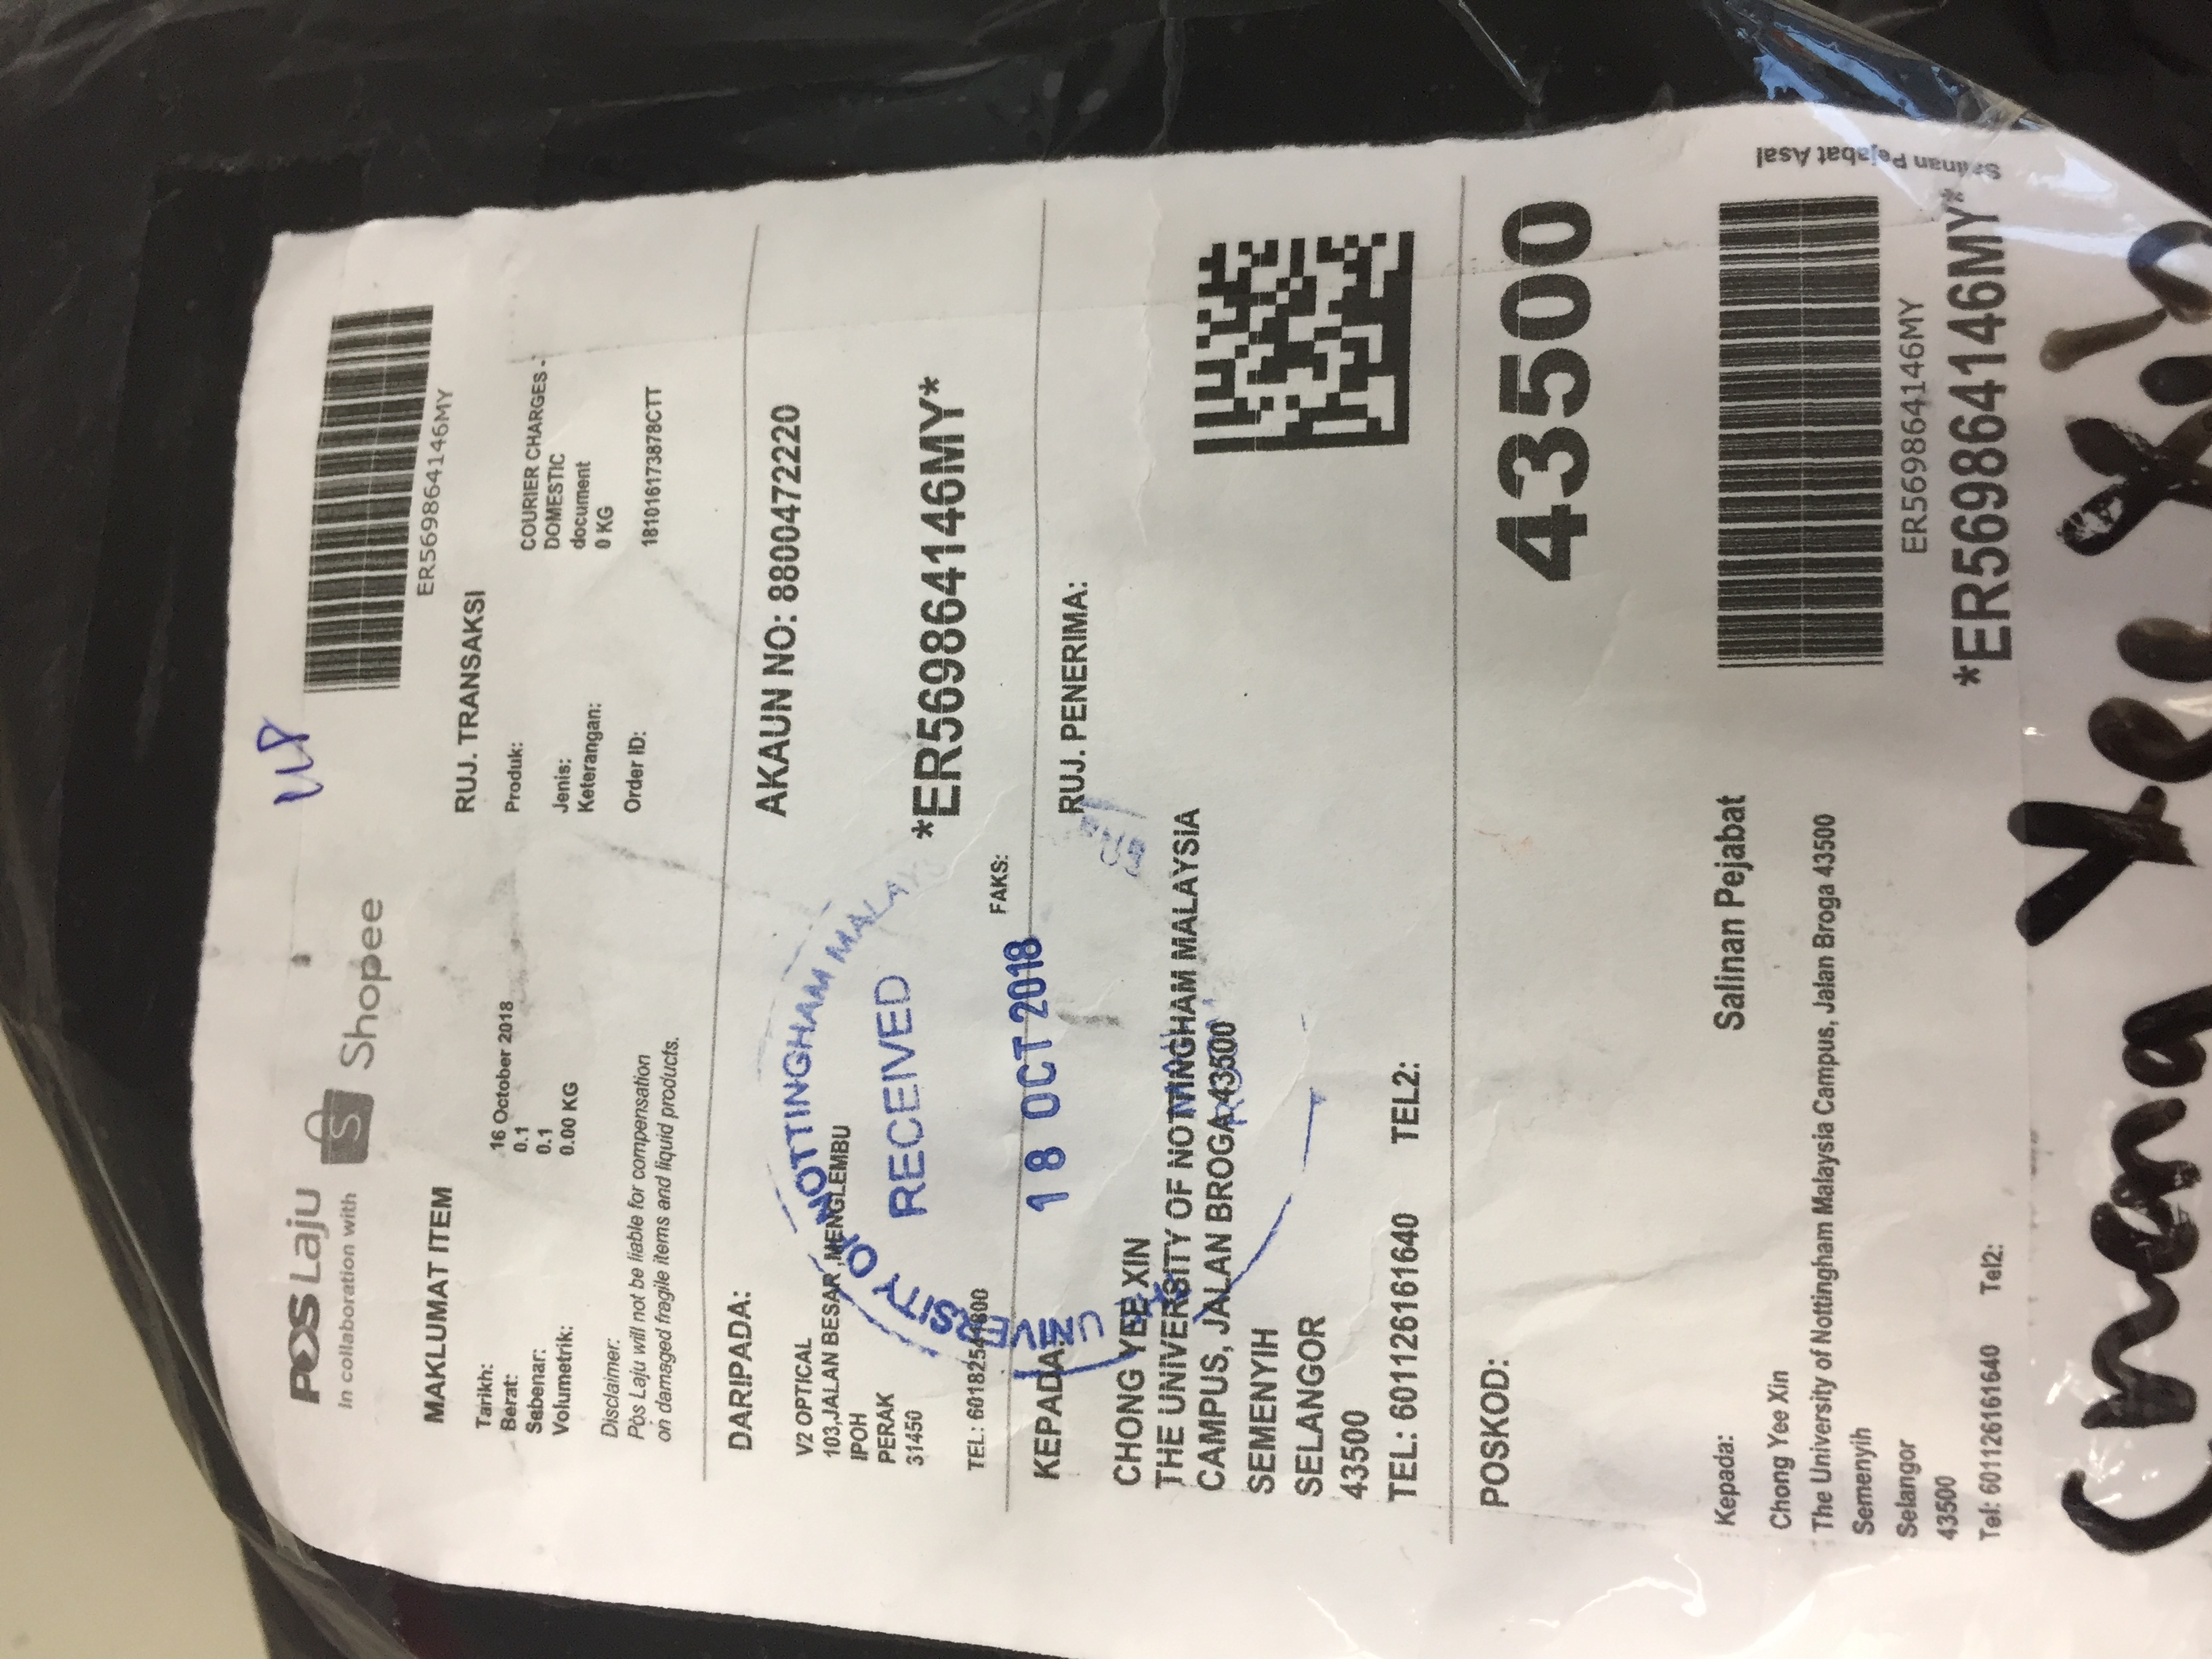 POS Laju
In collaboration with
Shopee
118
ER569864146MY
MAKLUMAT ITEM
Tarikh: 16 October 2018
Berat: 0.1
Sebenar: 0.1
Volumetrik: 0.00 KG
Disclaimer:
Pos Laju will not be liable for compensation
on damaged fragile items and liquid products.
RUJ. TRANSAKSI
Produk: COURIER CHARGES -
DOMESTIC
Jenis: document
Keterangan: 0 KG
Order ID: 181016173878CTT
DARIPADA:
V2 OPTICAL
103,JALAN BESAR ,MENGLEMBU
IPOH
PERAK
31450
TEL:
FAKS:
AKAUN NO: 8800472220
*ER569864146MY*
UNIVERSITY OF NOTTINGHAM
RECEIVED
18 OCT 2018
KEPADA:
CHONG YEE XIN
THE UNIVERSITY OF NOTTINGHAM MALAYSIA
CAMPUS, JALAN BROGA 43500
SEMENYIH
SELANGOR
43500
TEL: 601126161640 TEL2:
RUJ. PENERIMA:
POSKOD: 43500
Kepada:
Chong Yee Xin
The University of Nottingham Malaysia Campus, Jalan Broga 43500
Semenyih
Selangor
43500
Tel: 601126161640 Tel2:
Salinan Pejabat
ER569864146MY
*ER569864146MY*
Salinan Pejabat Asal
Chong Yee Xin